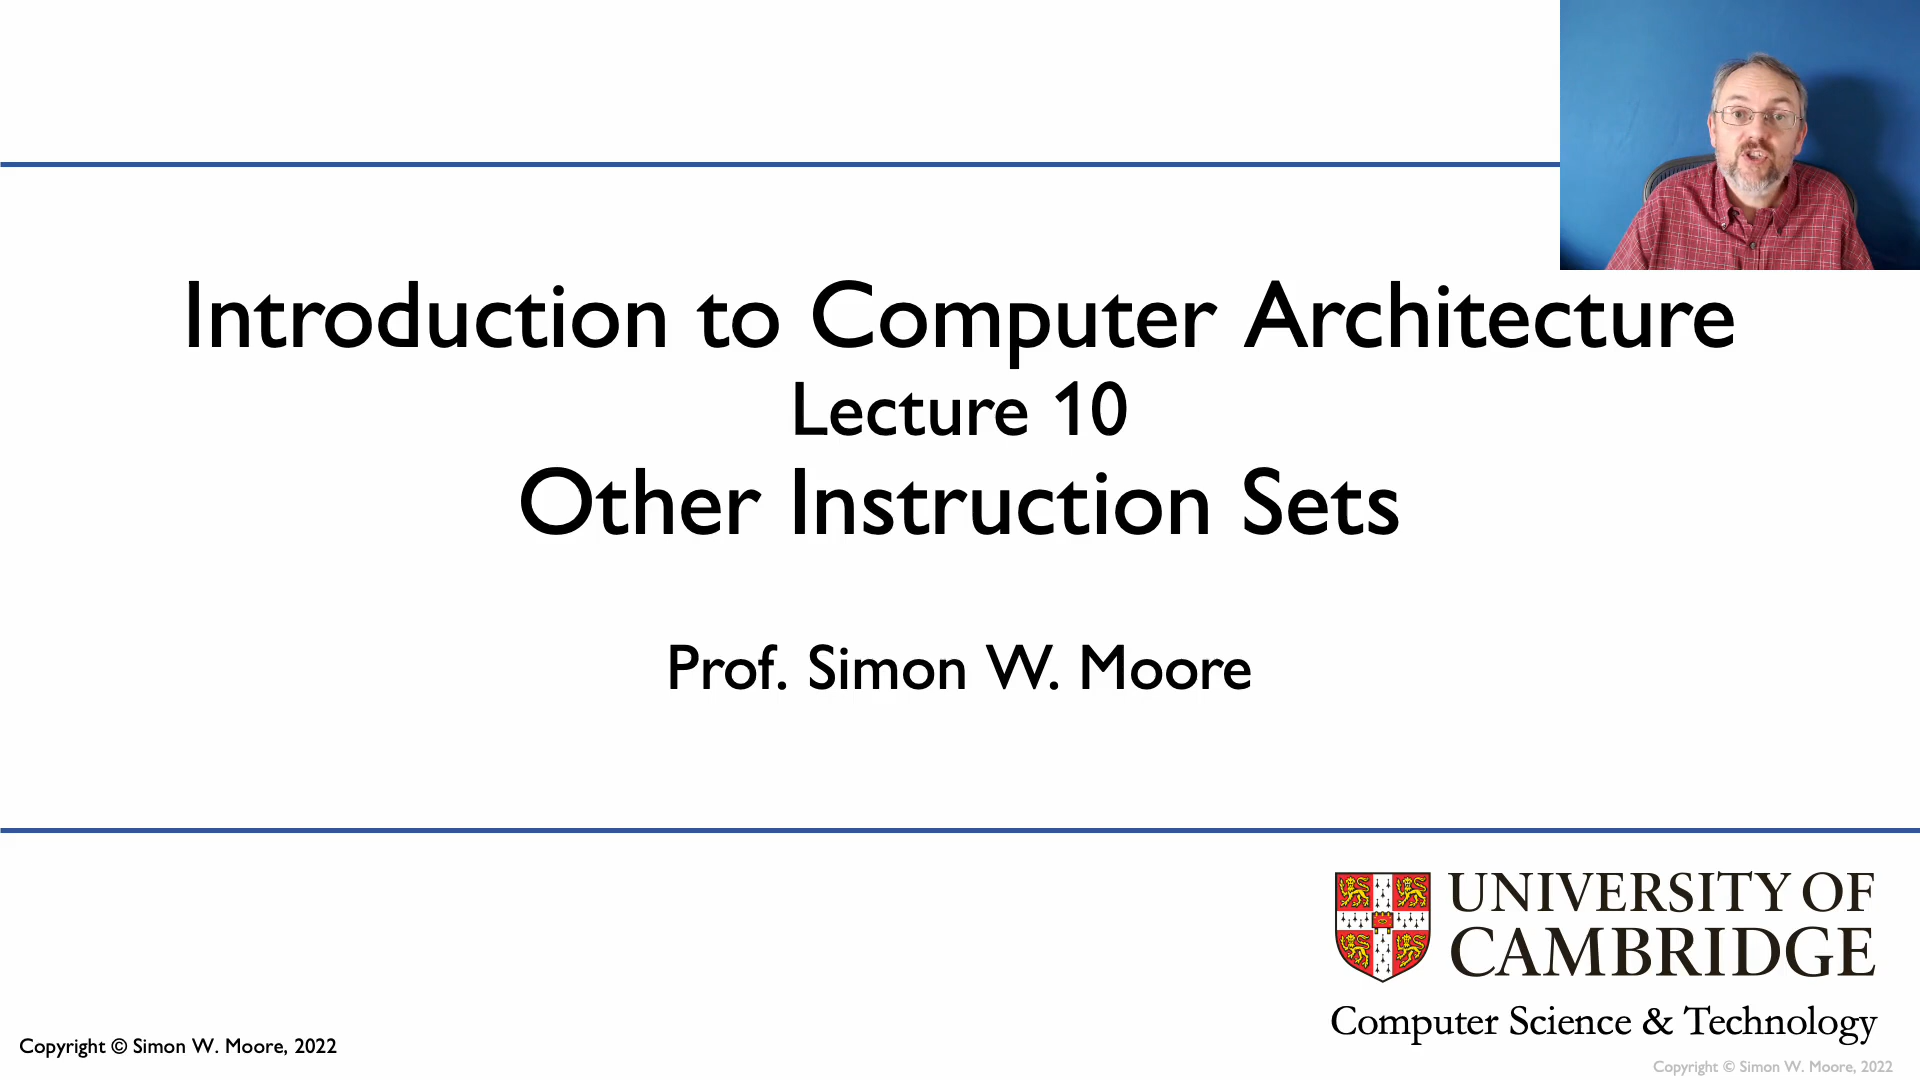 Introduction to Computer Architecture
Lecture 10
Other Instruction Sets
Prof. Simon W. Moore
UNIVERSITY OF
CAMBRIDGE
Computer Science & Technology
Copyright © Simon W. Moore, 2022
Copyright © Simon W. Moore, 2022